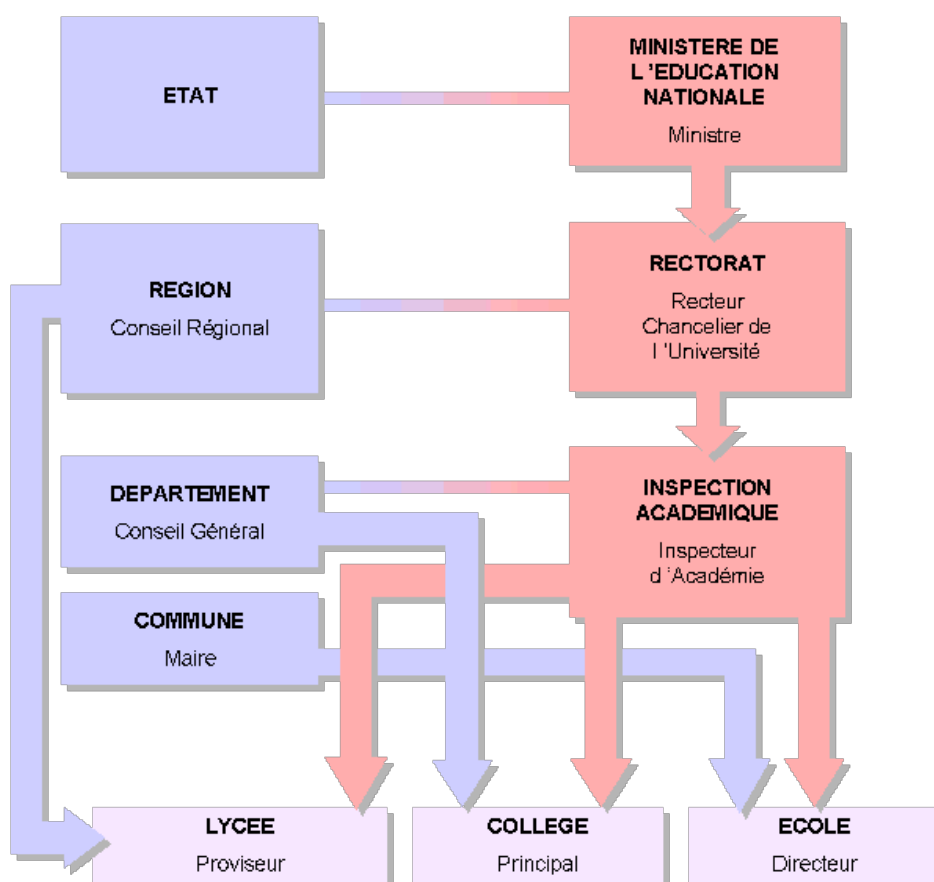 ETAT
MINISTERE DE
L 'EDUCATION
NATIONALE
Ministre
REGION
Conseil Régional
RECTORAT
Recteur
Chancelier de
l 'Université
DEPARTEMENT
Conseil Général
INSPECTION
ACADEMIQUE
Inspecteur
d 'Académie
COMMUNE
Maire
LYCEE
Proviseur
COLLEGE
Principal
ECOLE
Directeur